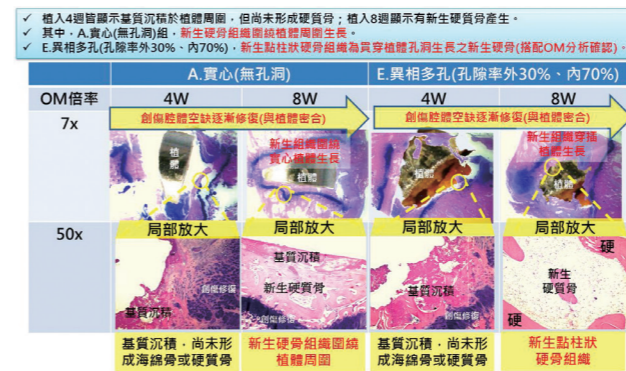 ✓ 植入4週皆顯示基質沉積於植體周圍，但尚未形成硬質骨；植入8週顯示有新生硬質骨產生。
✓ 其中，A.實心(無孔洞)組，新生硬骨組織圍繞植體周圍生長。
✓ E.異相多孔(孔隙率外30%、內70%)，新生點柱狀硬骨組織為貫穿植體孔洞生長之新生硬骨(搭配OM分析確認)。
A.實心(無孔洞)
E.異相多孔(孔隙率外30%、內70%)
OM倍率
4W
8W
4W
8W
7x
創傷腔體空缺逐漸修復(與植體密合)
創傷腔體空缺逐漸修復(與植體密合)
植體
新生組織圍繞
實心植體生長
植體
植體
新生組織穿插
植體生長
植體
50x
局部放大
局部放大
局部放大
局部放大
基質沉積
創傷修復
基質沉積
新生硬質骨
創傷修復
基質沉積
創傷修復
硬
新生
硬質骨
硬
基質沉積，尚未形
成海綿骨或硬質骨
新生硬骨組織圍繞
植體周圍
基質沉積，尚未形
成海綿骨或硬質骨
新生點柱狀
硬骨組織